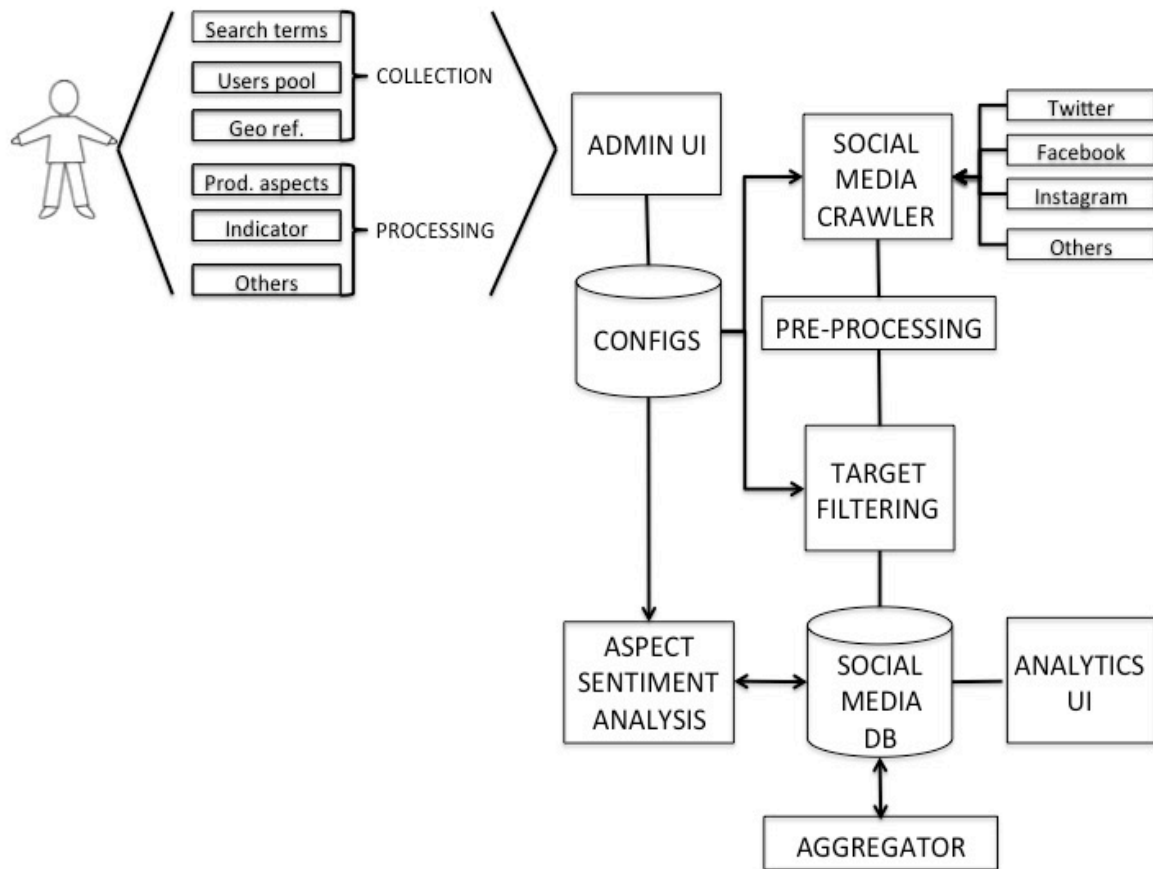 Search terms
Users pool
Geo ref.
COLLECTION
Prod. aspects
Indicator
Others
PROCESSING
ADMIN UI
CONFIGS
SOCIAL
MEDIA
CRAWLER
Twitter
Facebook
Instagram
Others
PRE-PROCESSING
TARGET
FILTERING
ASPECT
SENTIMENT
ANALYSIS
SOCIAL
MEDIA
DB
ANALYTICS
UI
AGGREGATOR